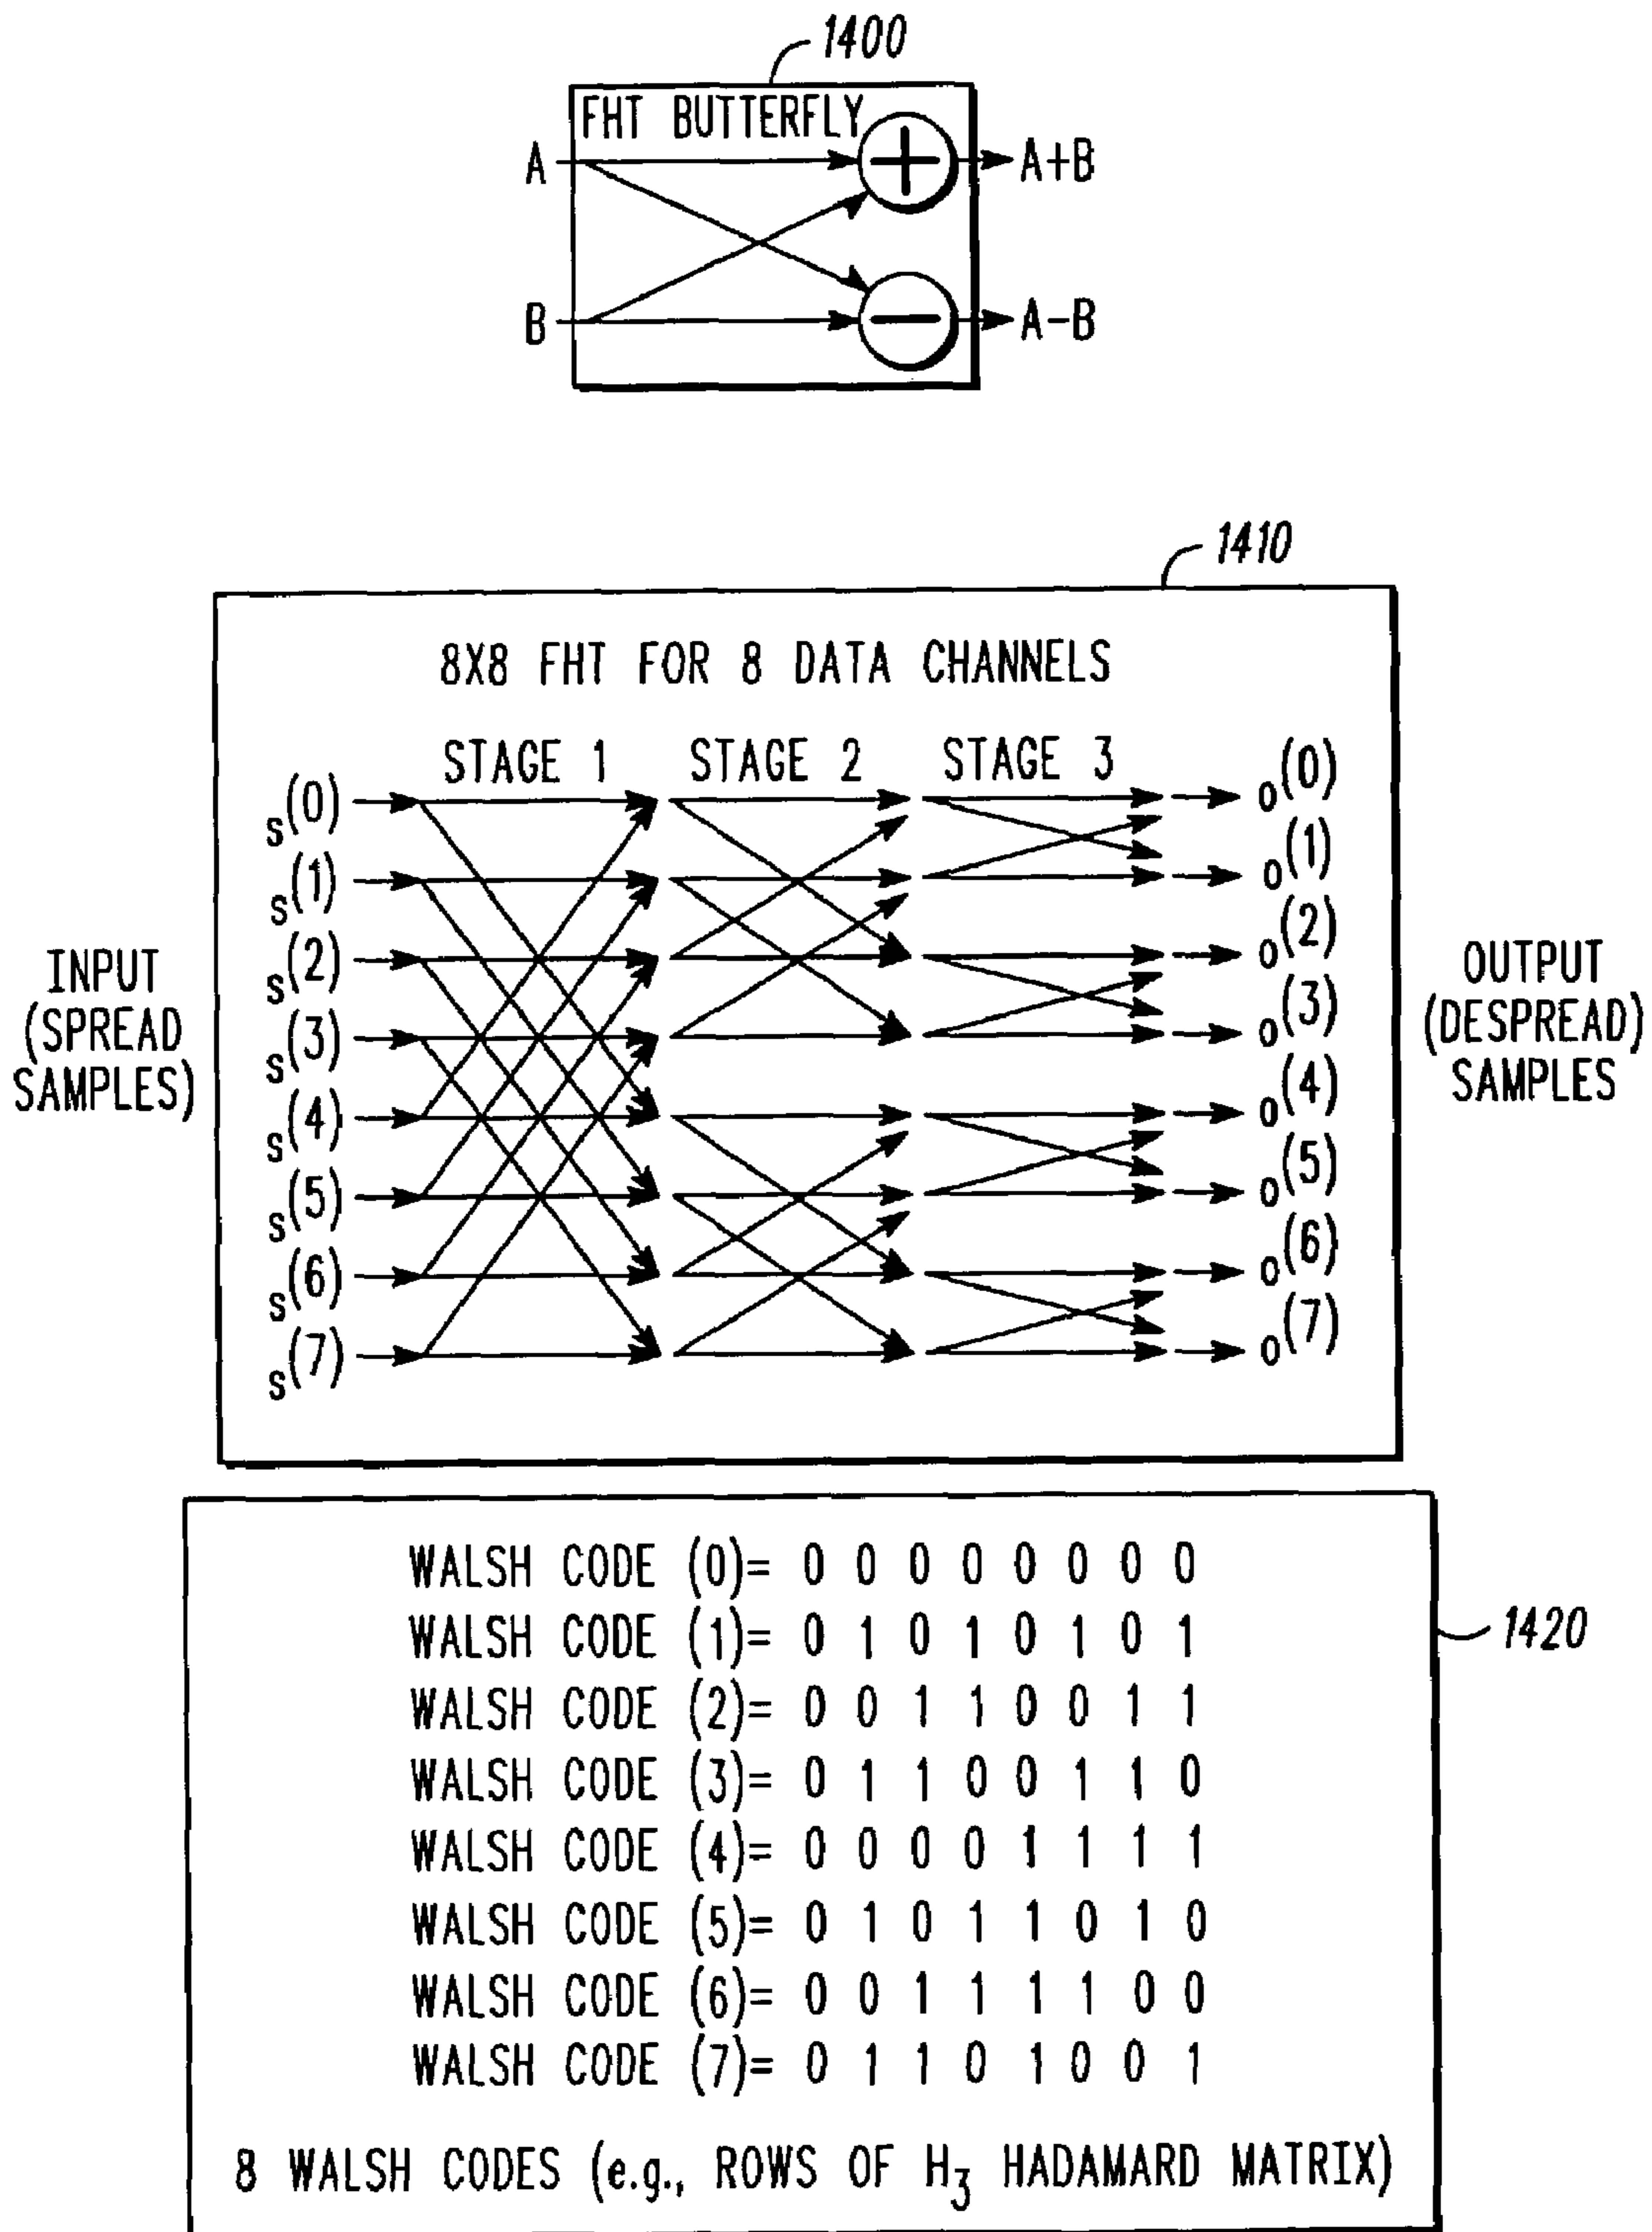 1400
FHT BUTTERFLY
A
A+B
B
A-B
1410
8X8 FHT FOR 8 DATA CHANNELS
STAGE 1 STAGE 2 STAGE 3
s(0)
s(1)
s(2)
s(3)
s(4)
s(5)
s(6)
s(7)
INPUT
(SPREAD
SAMPLES)
o(0)
o(1)
o(2)
o(3)
o(4)
o(5)
o(6)
o(7)
OUTPUT
(DESPREAD)
SAMPLES
1420
WALSH CODE (0)= 0 0 0 0 0 0 0 0
WALSH CODE (1)= 0 1 0 1 0 1 0 1
WALSH CODE (2)= 0 0 1 1 0 0 1 1
WALSH CODE (3)= 0 1 1 0 0 1 1 0
WALSH CODE (4)= 0 0 0 0 1 1 1 1
WALSH CODE (5)= 0 1 0 1 1 0 1 0
WALSH CODE (6)= 0 0 1 1 1 1 0 0
WALSH CODE (7)= 0 1 1 0 1 0 0 1
8 WALSH CODES (e.g., ROWS OF H3 HADAMARD MATRIX)